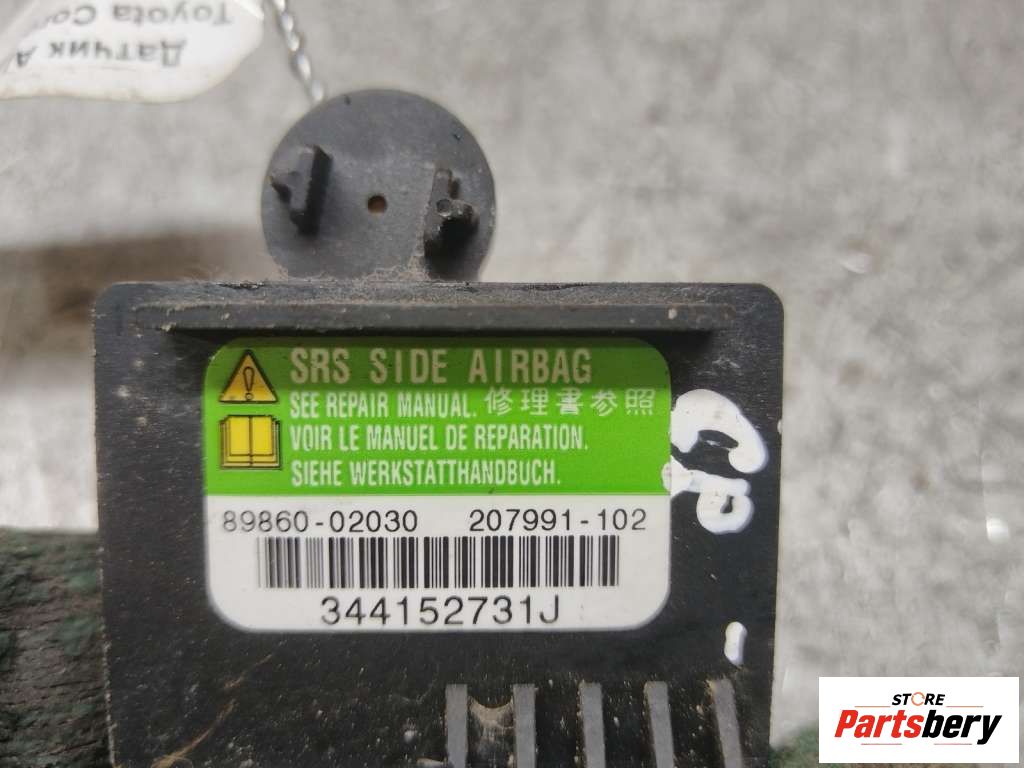 Датчик A
Toyota Co
SRS SIDE AIRBAG
SEE REPAIR MANUAL. 修理書参照
VOIR LE MANUEL DE REPARATION.
SIEHE WERKSTATTHANDBUCH.
89860-02030 207991-102
344152731J
STORE
Partsbery